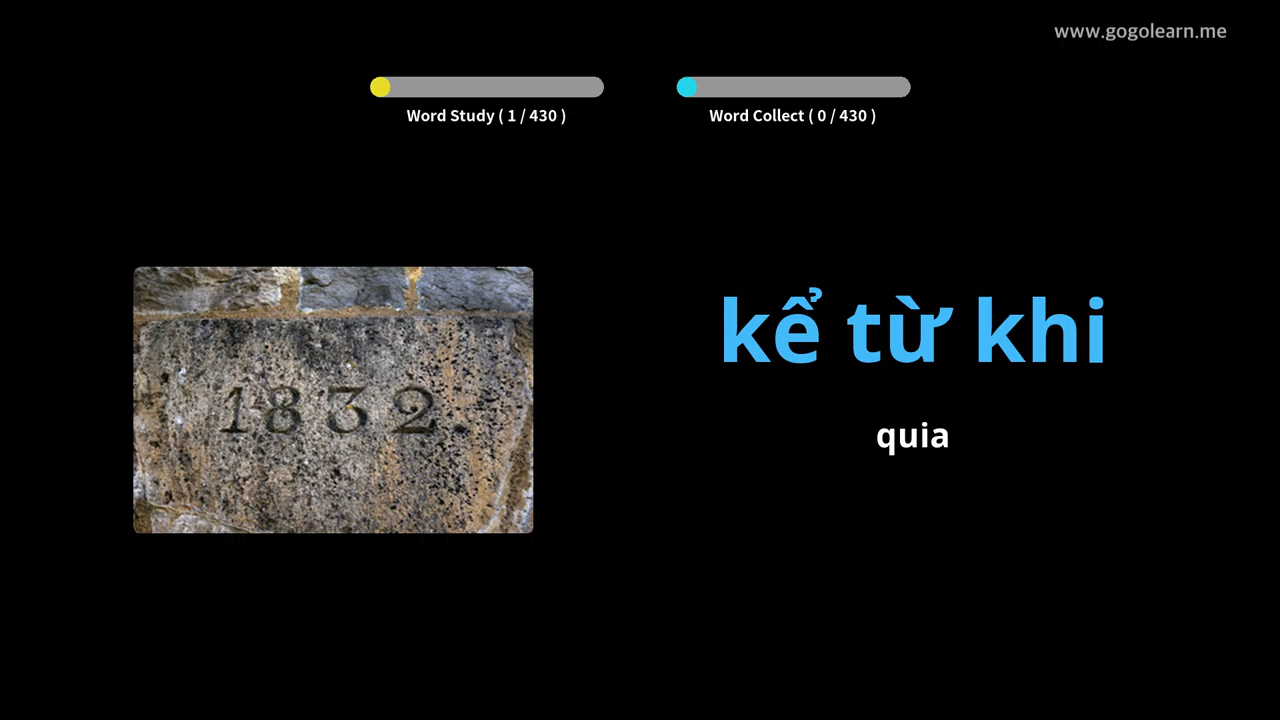 www.gogolearn.me
Word Study ( 1 / 430 )
Word Collect ( 0 / 430 )
1832.
kể từ khi
quia